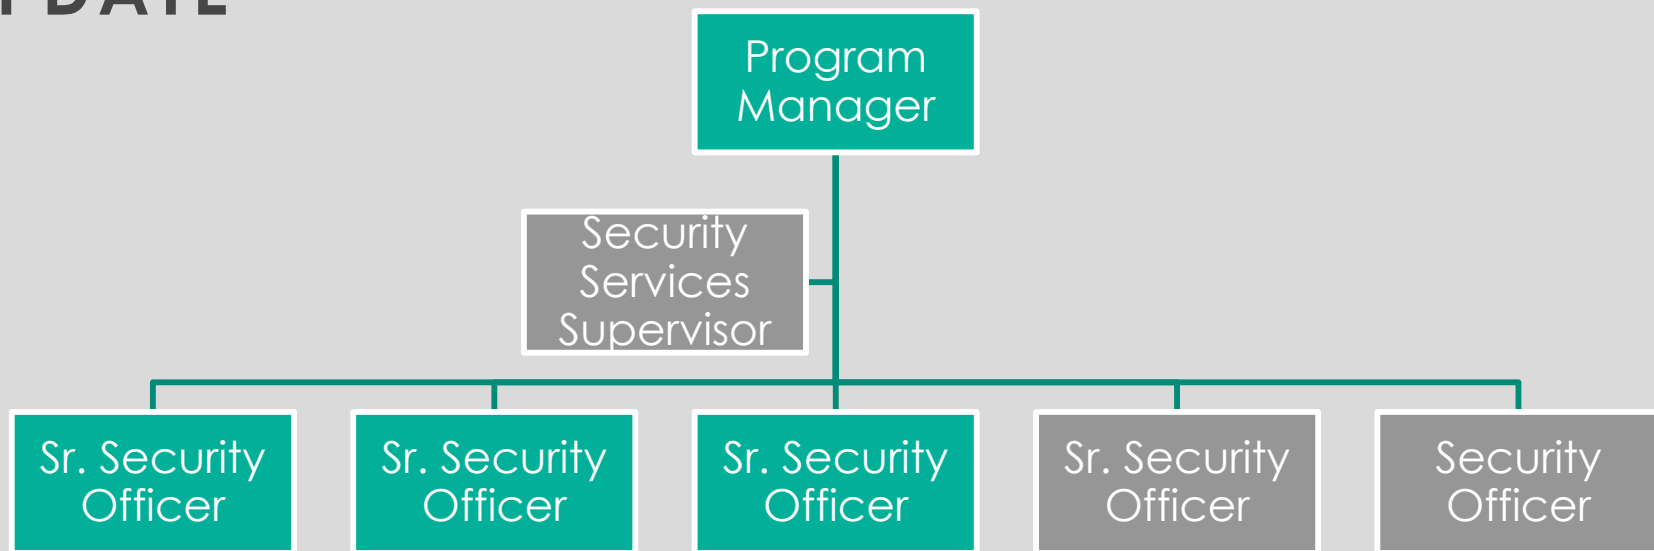 PDATE
Program
Manager
Security
Services
Supervisor
Sr. Security
Officer
Sr. Security
Officer
Sr. Security
Officer
Sr. Security
Officer
Security
Officer